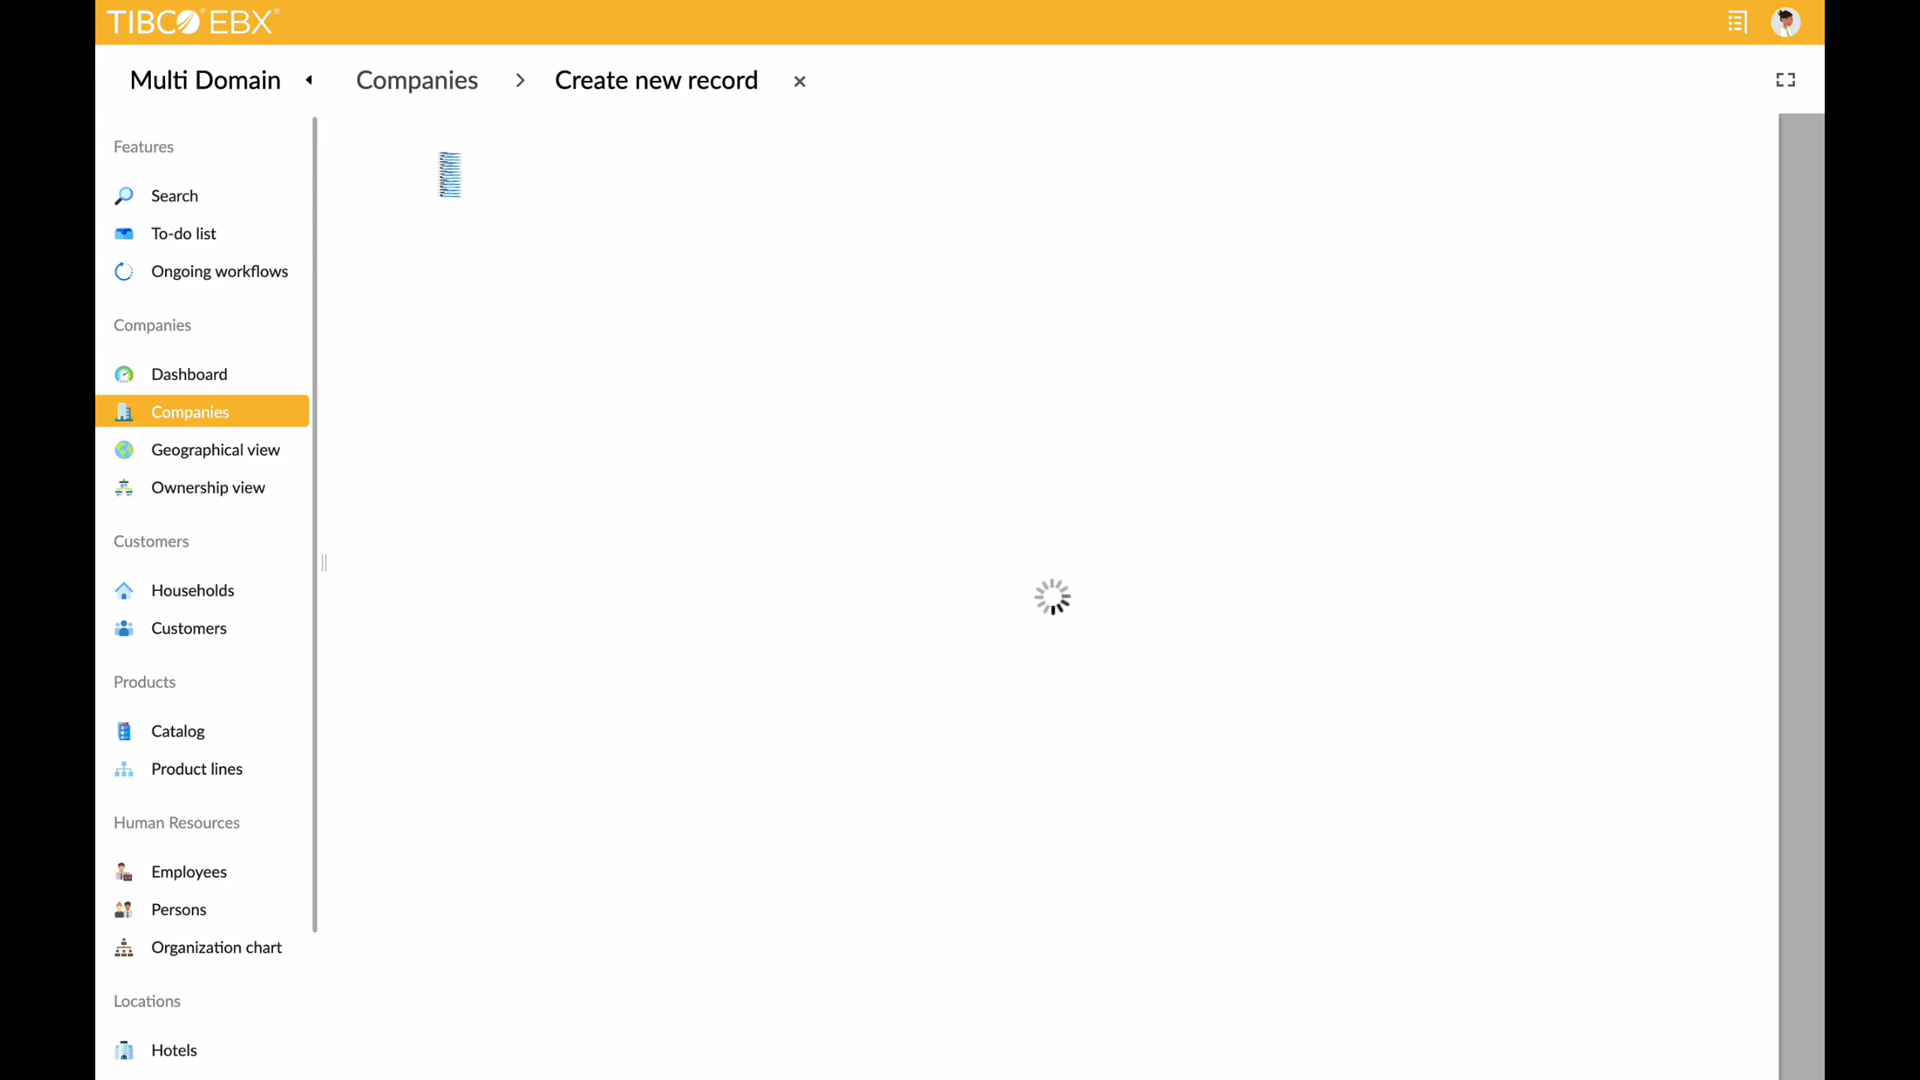 TIBCO® EBX®
Multi Domain
Companies
Create new record
Features
Search
To-do list
Ongoing workflows
Companies
Dashboard
Companies
Geographical view
Ownership view
Customers
Households
Customers
Products
Catalog
Product lines
Human Resources
Employees
Persons
Organization chart
Locations
Hotels